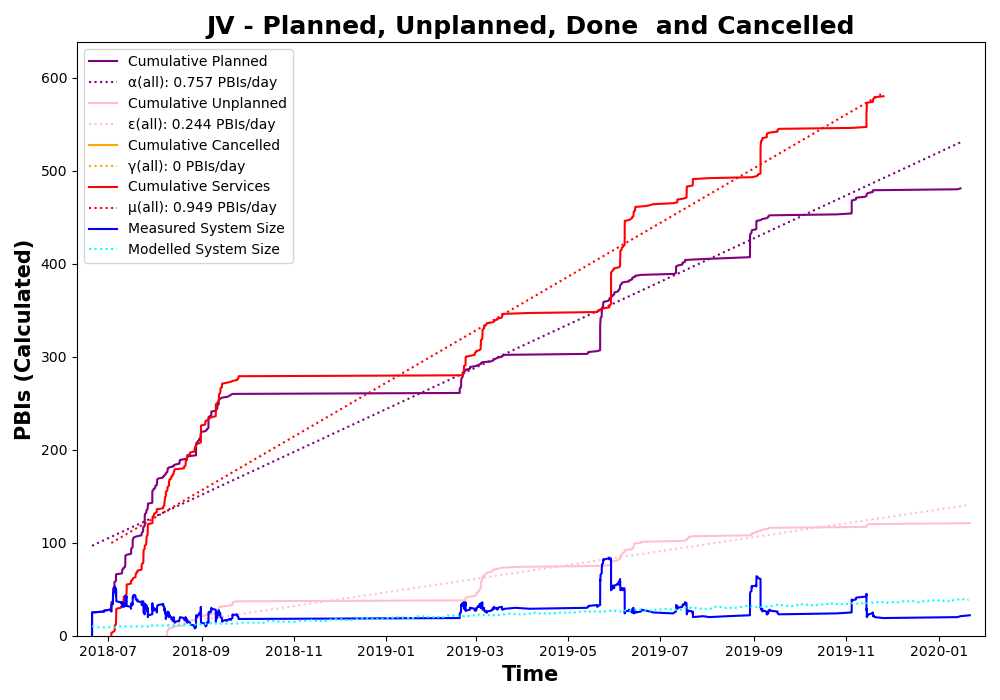 JV - Planned, Unplanned, Done  and Cancelled
PBIs (Calculated)
600
500
400
300
200
100
0
Cumulative Planned
α(all): 0.757 PBIs/day
Cumulative Unplanned
ε(all): 0.244 PBIs/day
Cumulative Cancelled
γ(all): 0 PBIs/day
Cumulative Services
μ(all): 0.949 PBIs/day
Measured System Size
Modelled System Size
2018-07 2018-09 2018-11 2019-01 2019-03 2019-05 2019-07 2019-09 2019-11 2020-01
Time